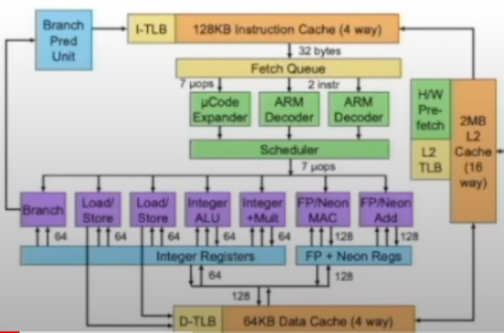 Branch
Pred
Unit
I-TLB
128KB Instruction Cache (4 way)
32 bytes
Fetch Queue
7 μops
2 instr
μCode
Expander
ARM
Decoder
ARM
Decoder
H/W
Pre-
fetch
L2
TLB
2MB
L2
Cache
(16
way)
Scheduler
7 μops
Branch
Load/
Store
Load/
Store
Integer
ALU
Integer
+Mult
FP/Neon
MAC
FP/Neon
Add
64
64
64
64
64
128
128
Integer Registers
FP + Neon Regs
64
128
128
D-TLB
64KB Data Cache (4 way)